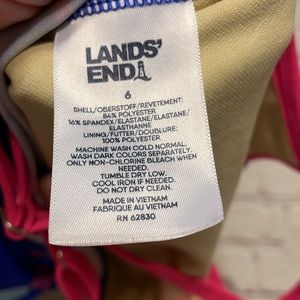 LANDS'
END
6
SHELL/OBERSTOFF/REVETEMENT:
84% POLYESTER
16% SPANDEX/ELASTANE/ELASTANE/
ELASTHANNE
LINING/FUTTER/DOUBLURE:
100% POLYESTER
MACHINE WASH COLD NORMAL.
WASH DARK COLORS SEPARATELY.
ONLY NON-CHLORINE BLEACH WHEN
NEEDED.
TUMBLE DRY LOW.
COOL IRON IF NEEDED.
DO NOT DRY CLEAN.
MADE IN VIETNAM
FABRIQUE AU VIETNAM
RN 62830